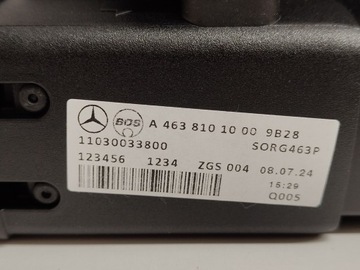 BOS A 463 810 10 00 9B28
11030033800 SORG463P
123456 1234 ZGS 004 08.07.24
15:29
Q005